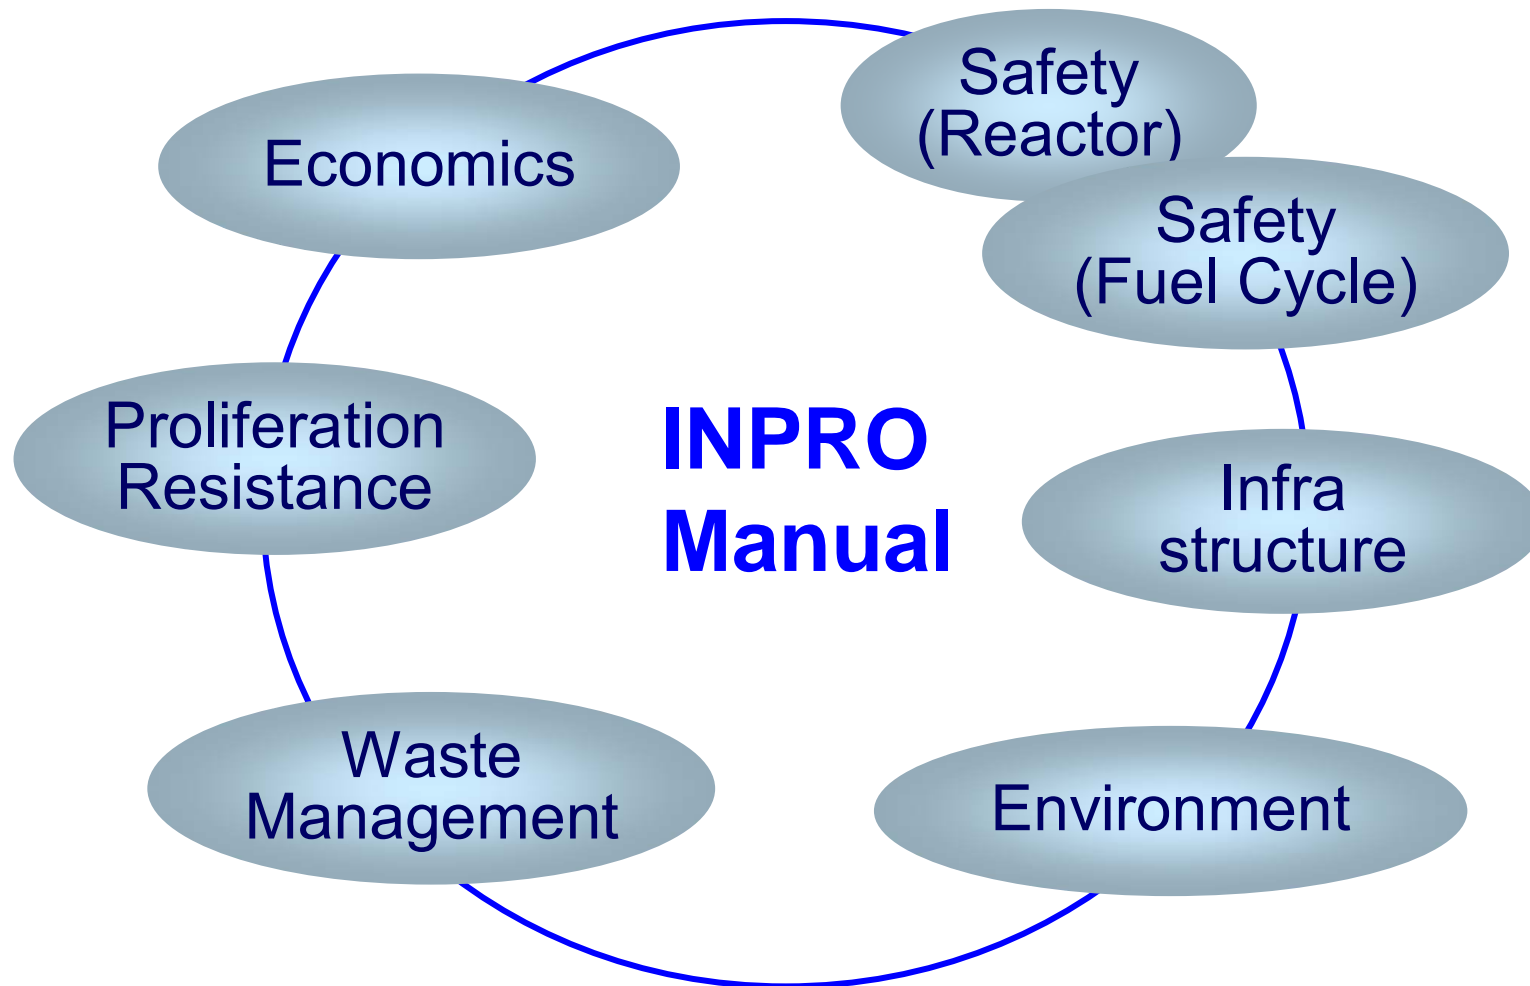 Safety
(Reactor)
Economics
Safety
(Fuel Cycle)
Proliferation
Resistance
INPRO
Manual
Infra
structure
Waste
Management
Environment